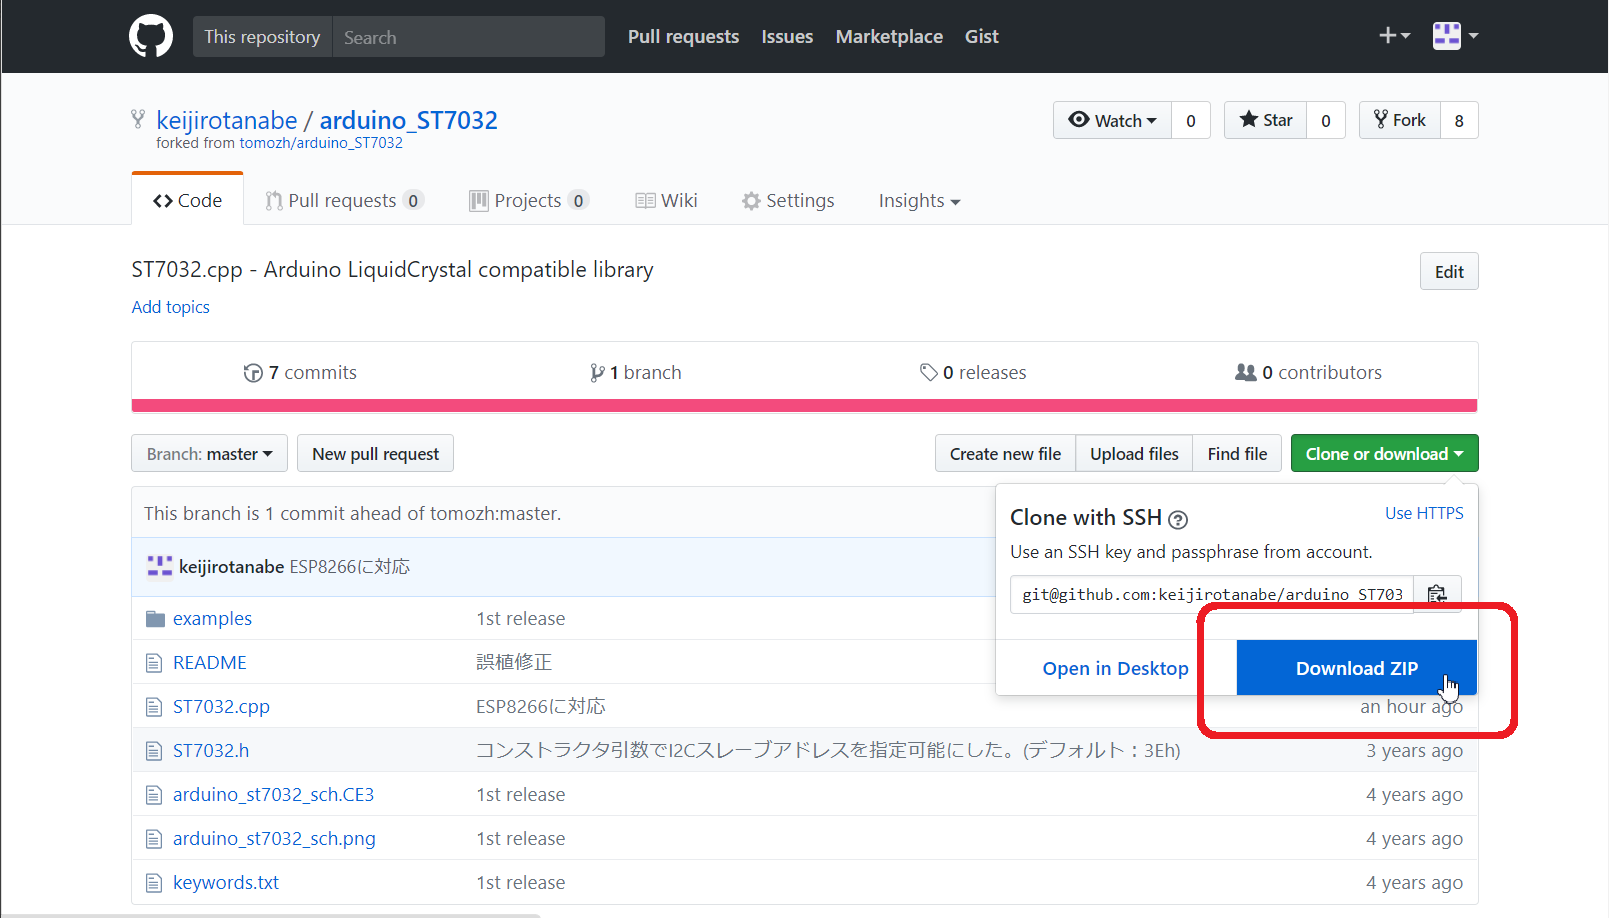 This repository Search Pull requests Issues Marketplace Gist
keijirotanabe / arduino_ST7032 Watch 0 Star 0 Fork 8
forked from tomozh/arduino_ST7032
Code Pull requests 0 Projects 0 Wiki Settings Insights
ST7032.cpp - Arduino LiquidCrystal compatible library Edit
Add topics
7 commits 1 branch 0 releases 0 contributors
Branch: master New pull request Create new file Upload files Find file Clone or download
This branch is 1 commit ahead of tomozh:master.
Clone with SSH ? Use HTTPS
Use an SSH key and passphrase from account.
git@github.com:keijirotanabe/arduino_ST703
Open in Desktop Download ZIP
keijirotanabe ESP8266に対応
examples 1st release
README 誤植修正
ST7032.cpp ESP8266に対応 an hour ago
ST7032.h コンストラクタ引数でI2Cスレーブアドレスを指定可能にした。(デフォルト：3Eh) 3 years ago
arduino_st7032_sch.CE3 1st release 4 years ago
arduino_st7032_sch.png 1st release 4 years ago
keywords.txt 1st release 4 years ago